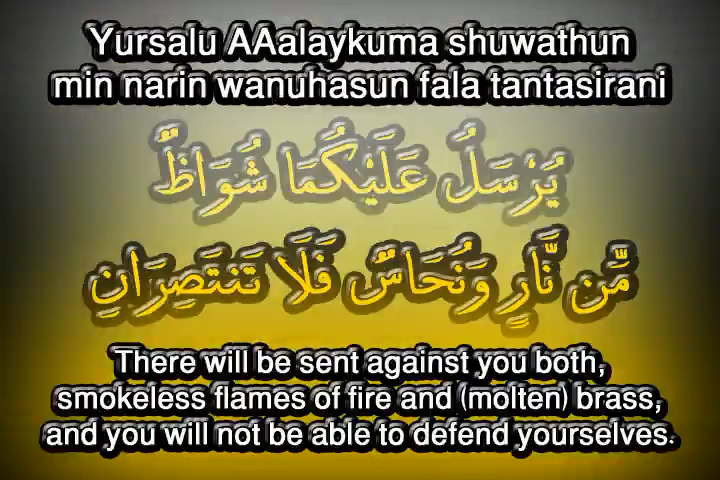 Yursalu AAalaykuma shuwathun
min narin wanuhasun fala tantasirani
يُرْسَلُ عَلَيْكُمَا شُوَاظٌ
مِّن نَّارٍ وَنُحَاسٌ فَلَا تَنتَصِرَانِ
There will be sent against you both,
smokeless flames of fire and (molten) brass,
and you will not be able to defend yourselves.